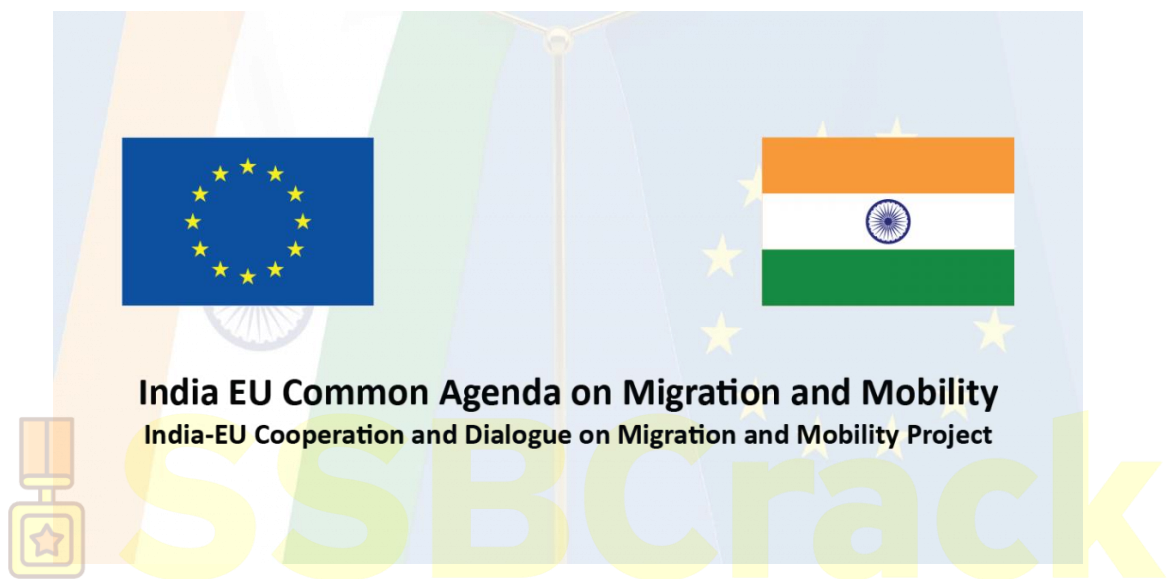 India EU Common Agenda on Migration and Mobility
India-EU Cooperation and Dialogue on Migration and Mobility Project
SSBCrack